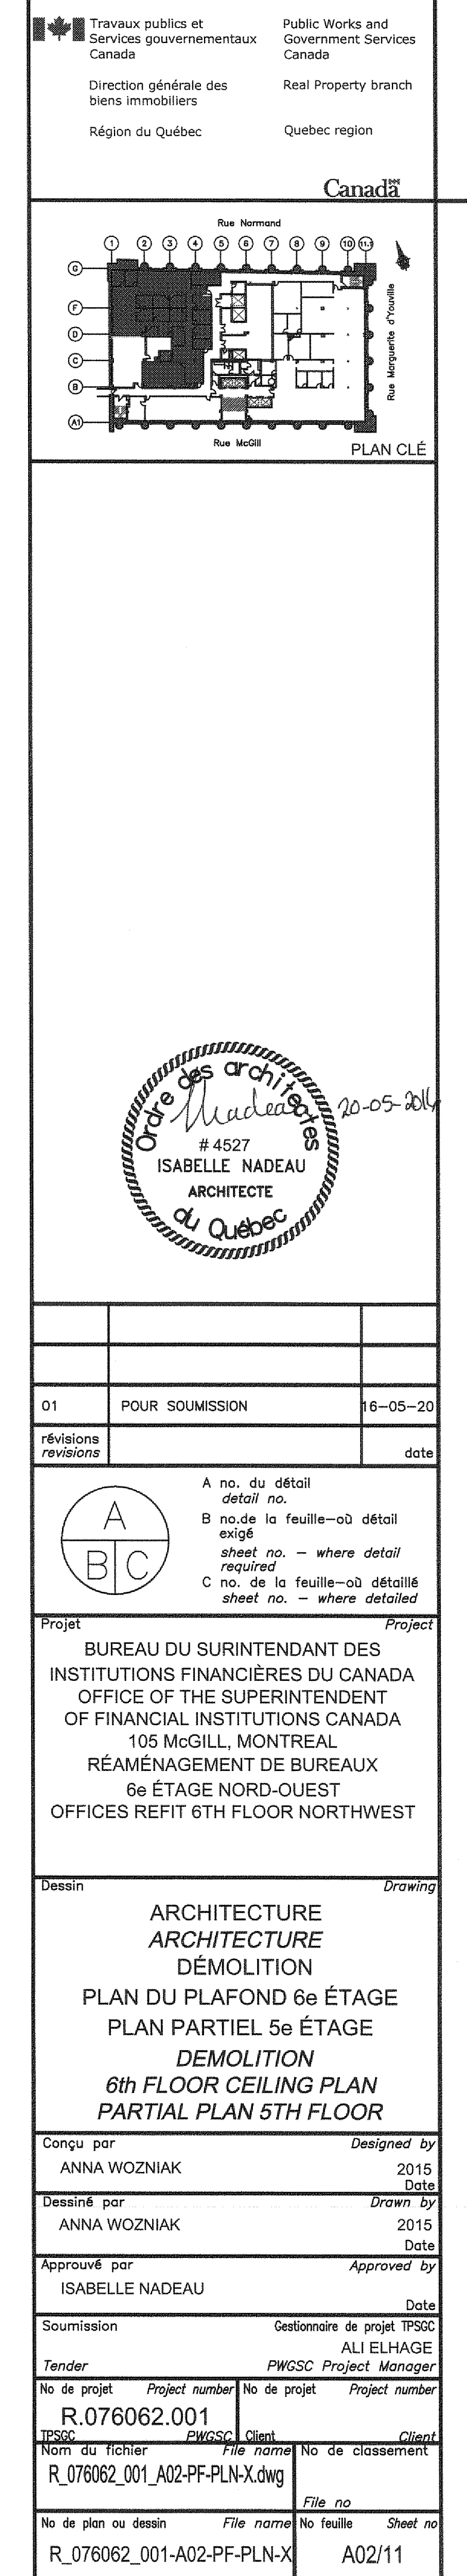 Travaux publics et
Services gouvernementaux
Canada
Public Works and
Government Services
Canada
Direction générale des
biens immobiliers
Real Property branch
Région du Québec
Quebec region
Canada
Rue Normand
1 2 3 4 5 6 7 8 9 10 11.1
G
F
D
C
B
A1
Rue Marguerite d'Youville
Rue McGill
PLAN CLÉ
Ordre des architectes
20-05-2016
# 4527
ISABELLE NADEAU
ARCHITECTE
du Québec
01 POUR SOUMISSION 16-05-20
révisions
revisions
date
A
B C
A no. du détail
detail no.
B no.de la feuille-où détail
exigé
sheet no. - where detail
required
C no. de la feuille-où détaillé
sheet no. - where detailed
Projet Project
BUREAU DU SURINTENDANT DES
INSTITUTIONS FINANCIÈRES DU CANADA
OFFICE OF THE SUPERINTENDENT
OF FINANCIAL INSTITUTIONS CANADA
105 McGILL, MONTREAL
RÉAMÉNAGEMENT DE BUREAUX
6e ÉTAGE NORD-OUEST
OFFICES REFIT 6TH FLOOR NORTHWEST
Dessin Drawing
ARCHITECTURE
ARCHITECTURE
DÉMOLITION
PLAN DU PLAFOND 6e ÉTAGE
PLAN PARTIEL 5e ÉTAGE
DEMOLITION
6th FLOOR CEILING PLAN
PARTIAL PLAN 5TH FLOOR
Conçu par Designed by
ANNA WOZNIAK 2015
Date
Dessiné par Drawn by
ANNA WOZNIAK 2015
Date
Approuvé par Approved by
ISABELLE NADEAU
Date
Soumission Gestionnaire de projet TPSGC
ALI ELHAGE
Tender PWGSC Project Manager
No de projet Project number No de projet Project number
R.076062.001
TPSGC PWGSC Client Client
Nom du fichier File name No de classement
R_076062_001_A02-PF-PLN-X.dwg
File no
No de plan ou dessin File name No feuille Sheet no
R_076062_001-A02-PF-PLN-X A02/11